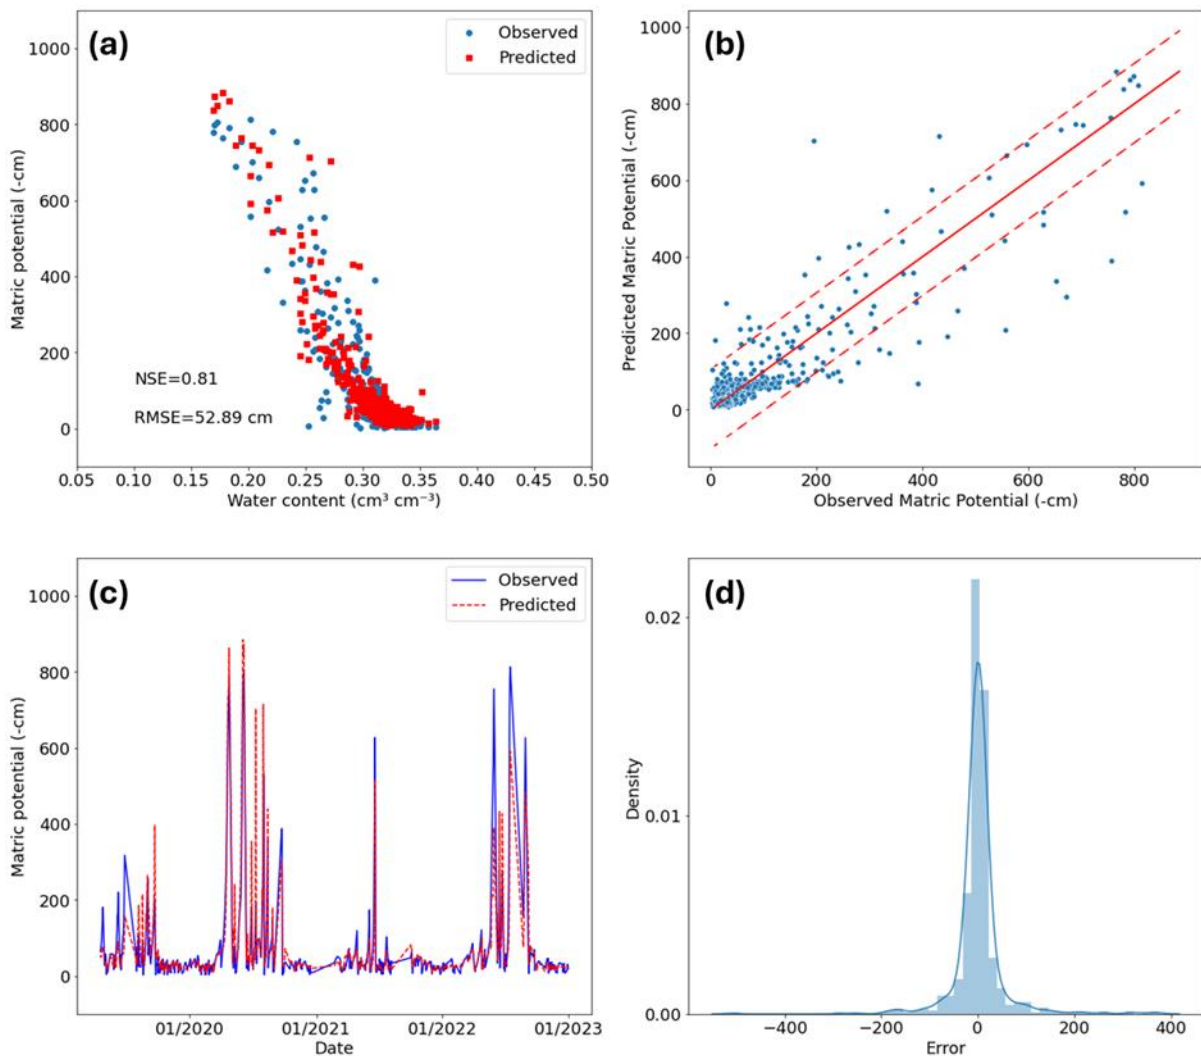 (a)
Observed
Predicted
1000
800
600
400
200
0
Matric potential (-cm)
NSE=0.81
RMSE=52.89 cm
0.05 0.10 0.15 0.20 0.25 0.30 0.35 0.40 0.45 0.50
Water content (cm³ cm⁻³)
(b)
1000
800
600
400
200
0
Predicted Matric Potential (-cm)
0 200 400 600 800
Observed Matric Potential (-cm)
(c)
Observed
Predicted
1000
800
600
400
200
0
Matric potential (-cm)
01/2020 01/2021 01/2022 01/2023
Date
(d)
0.02
0.01
0.00
Density
−400 −200 0 200 400
Error